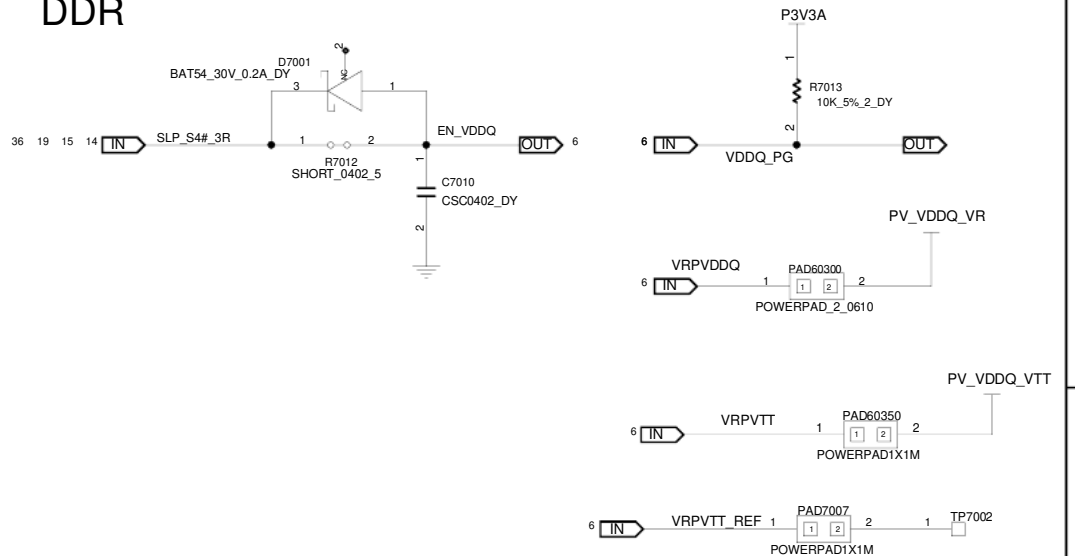 DDR
2
NC
D7001
BAT54_30V_0.2A_DY
3
1
36 19 15 14 IN SLP_S4#_3R
1
2
EN_VDDQ
OUT 6
R7012
SHORT_0402_5
1
C7010
CSC0402_DY
2
P3V3A
1
R7013
10K_5%_2_DY
2
6 IN
VDDQ_PG
OUT
PV_VDDQ_VR
VRPVDDQ
PAD60300
6 IN
1
1 2
2
POWERPAD_2_0610
PV_VDDQ_VTT
VRPVTT
PAD60350
6 IN
1
1 2
2
POWERPAD1X1M
PAD7007
6 IN
VRPVTT_REF 1
1 2
2
1
TP7002
POWERPAD1X1M